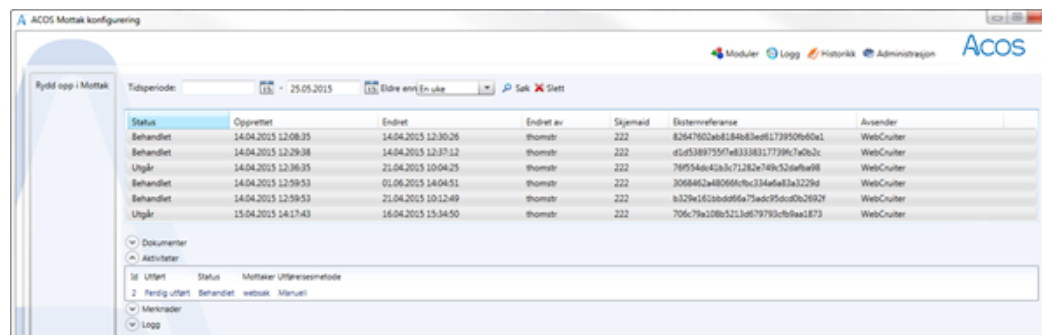 ACOS Mottak konfigurering
Moduler Logg Historikk Administrasjon ACOS
Rydd opp i Mottak
Tidsperiode: 15 - 25.05.2015 15 Eldre enn En uke Søk Slett
Status Opprettet Endret Endret av Skjemaid Eksternreferanse Avsender
Behandlet 14.04.2015 12:08:35 14.04.2015 12:30:26 thomstr 222 82647602ab8184b83ed6173950fb60a1 WebCruiter
Behandlet 14.04.2015 12:29:38 14.04.2015 12:37:12 thomstr 222 d1d5389755f7e83338317739fc7a0b2c WebCruiter
Utgår 14.04.2015 12:36:35 21.04.2015 10:04:25 thomstr 222 76f554dc41b3c71282e749c52dafba98 WebCruiter
Behandlet 14.04.2015 12:59:53 01.06.2015 14:04:51 thomstr 222 3068462a48066fcfbc334a6a83a3229d WebCruiter
Behandlet 14.04.2015 12:59:53 21.04.2015 10:12:49 thomstr 222 b329e161bbdd66a75adc95dcd0b2692f WebCruiter
Utgår 15.04.2015 14:17:43 16.04.2015 15:34:50 thomstr 222 706c79a108b5213d679793cfb9aa1873 WebCruiter
Dokumenter
Aktiviteter
Id Utført Status Mottaker Utførelsesmetode
2 Ferdig utført Behandlet websak Manuell
Merknader
Logg